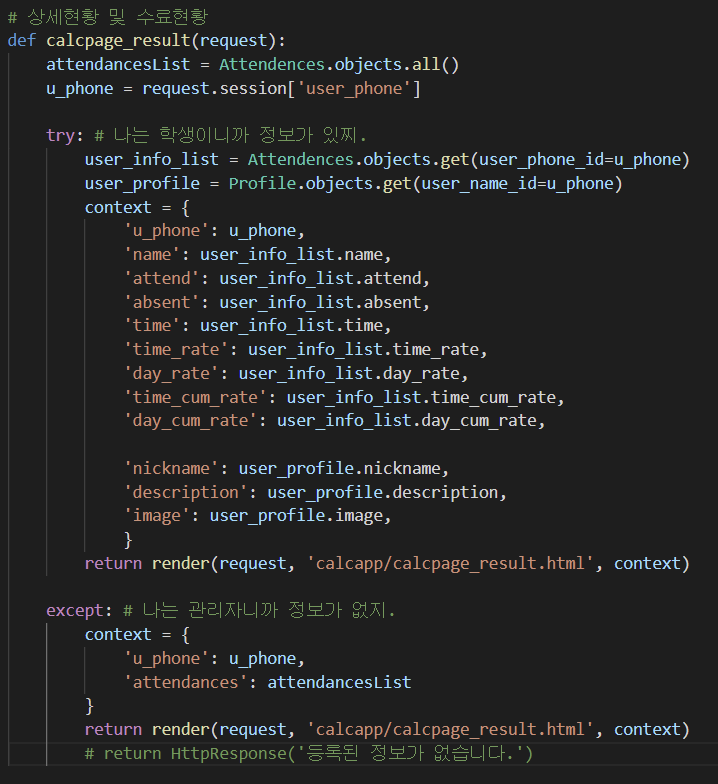 # 상세현황 및 수료현황
def calcpage_result(request):
    attendancesList = Attendences.objects.all()
    u_phone = request.session['user_phone']
    try: # 나는 학생이니까 정보가 있찌.
        user_info_list = Attendences.objects.get(user_phone_id=u_phone)
        user_profile = Profile.objects.get(user_name_id=u_phone)
        context = {
            'u_phone': u_phone,
            'name': user_info_list.name,
            'attend': user_info_list.attend,
            'absent': user_info_list.absent,
            'time': user_info_list.time,
            'time_rate': user_info_list.time_rate,
            'day_rate': user_info_list.day_rate,
            'time_cum_rate': user_info_list.time_cum_rate,
            'day_cum_rate': user_info_list.day_cum_rate,
            'nickname': user_profile.nickname,
            'description': user_profile.description,
            'image': user_profile.image,
            }
        return render(request, 'calcapp/calcpage_result.html', context)
    except: # 나는 관리자니까 정보가 없지.
        context = {
            'u_phone': u_phone,
            'attendances': attendancesList
        }
        return render(request, 'calcapp/calcpage_result.html', context)
        # return HttpResponse('등록된 정보가 없습니다.')